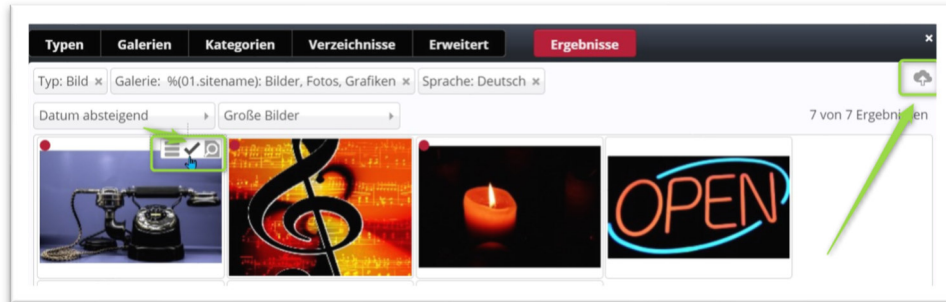 Typen Galerien Kategorien Verzeichnisse Erweitert Ergebnisse ×
Typ: Bild × Galerie: %(01.sitename): Bilder, Fotos, Grafiken × Sprache: Deutsch ×
Datum absteigend Große Bilder 7 von 7 Ergebnissen
OPEN